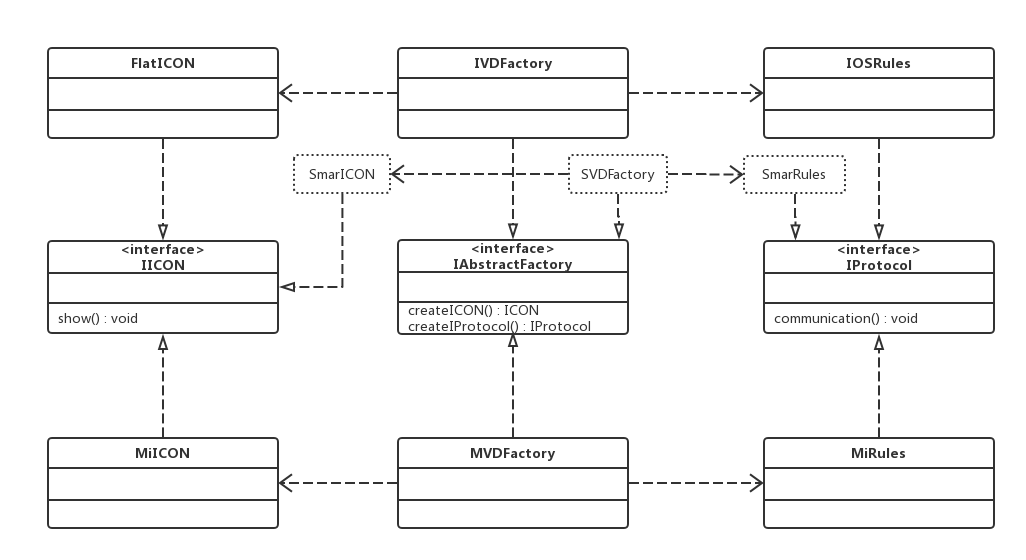 FlatICON
IVDFactory
IOSRules
SmarICON
SVDFactory
SmarRules
<interface>
IICON
show() : void
<interface>
IAbstractFactory
createICON() : ICON
createIProtocol() : IProtocol
<interface>
IProtocol
communication() : void
MiICON
MVDFactory
MiRules